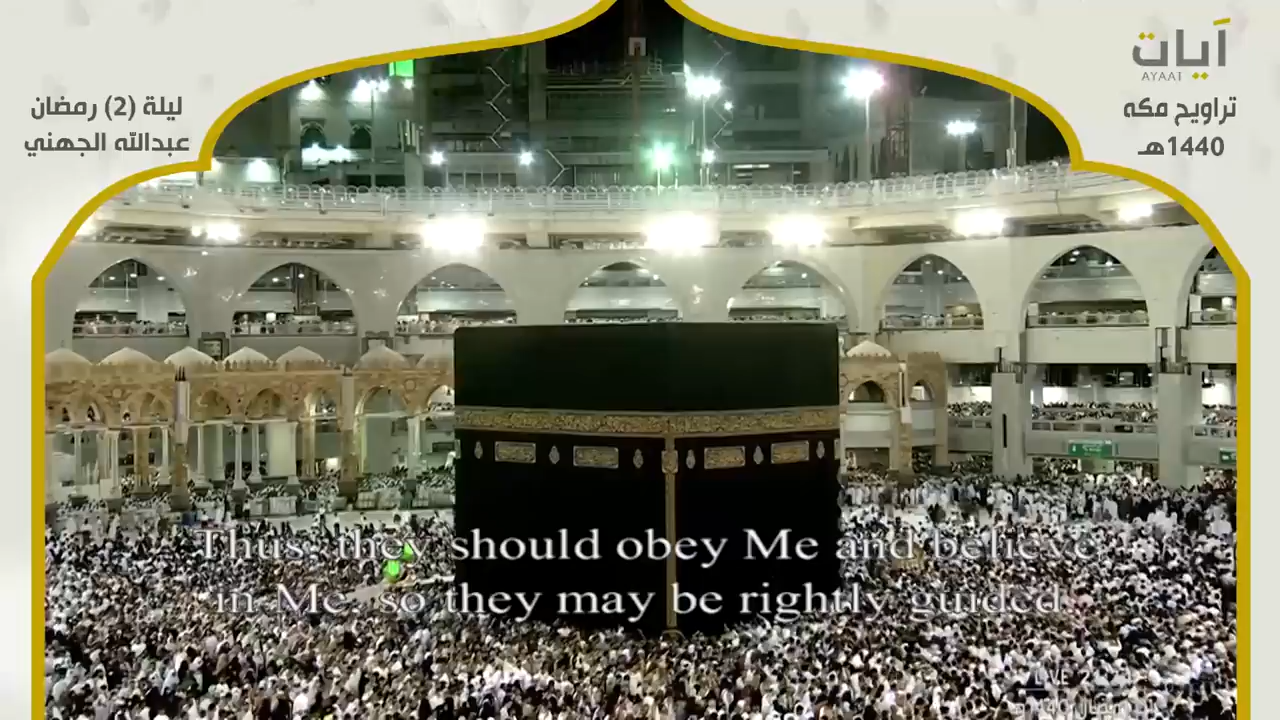 آيات
AYAAT
تراويح مكه
1440هـ
ليلة (2) رمضان
عبدالله الجهني
Thus, they should obey Me and believe
in Me, so they may be rightly guided.
LIVE